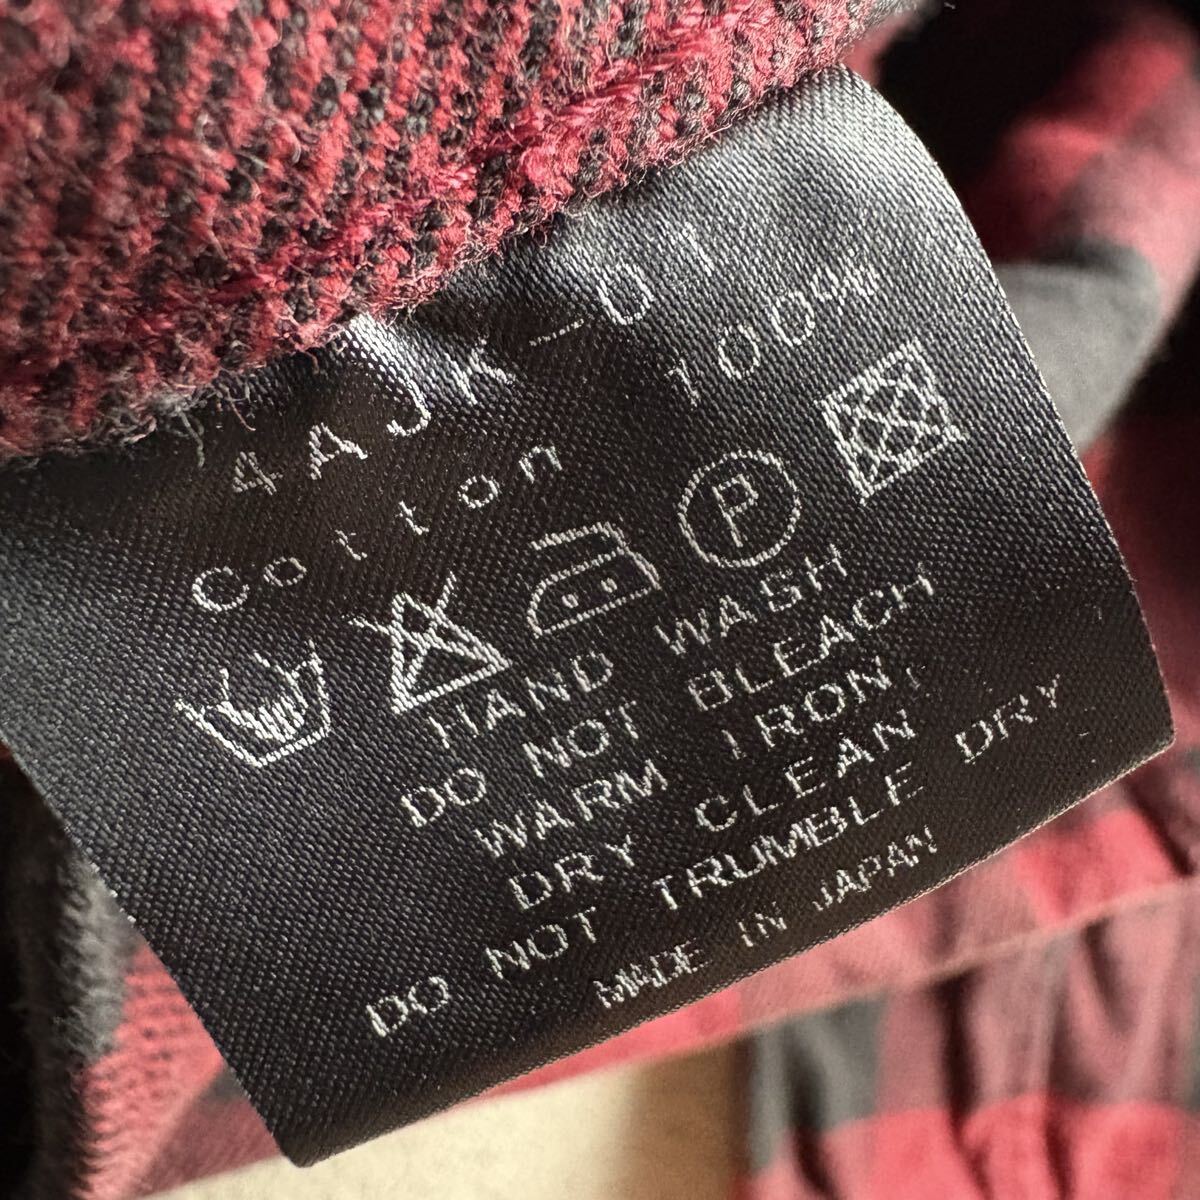 4AJK-01
Cotton 100%
P
HAND WASH
DO NOT BLEACH
WARM IRON,
DRY CLEAN
DO NOT TRUMBLE DRY
MADE IN JAPAN